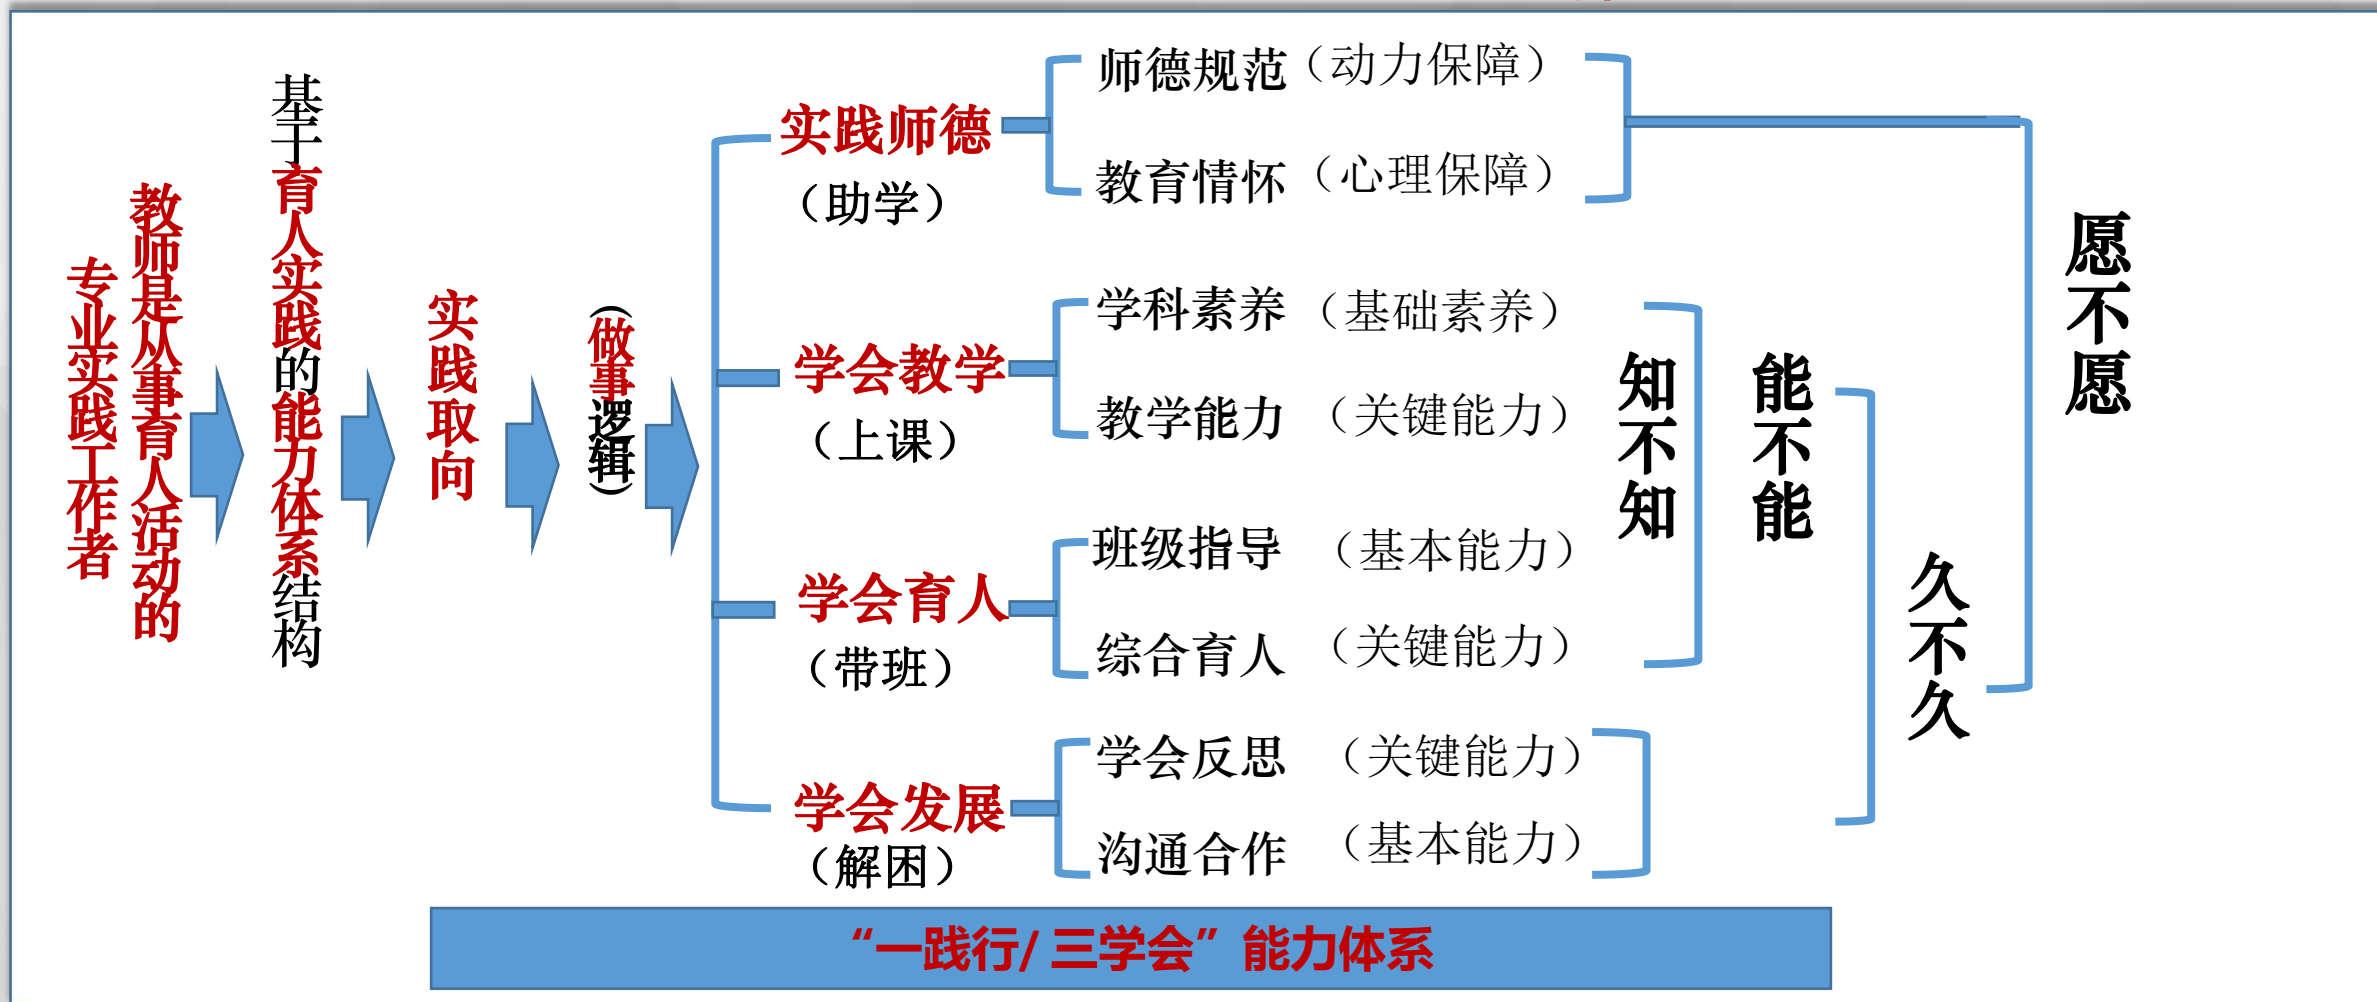 教师是从事育人活动的
专业实践工作者
基于育人实践的能力体系结构
实践取向
（做事逻辑）
实践师德
（助学）
师德规范（动力保障）
教育情怀（心理保障）
学会教学
（上课）
学科素养（基础素养）
教学能力（关键能力）
学会育人
（带班）
班级指导（基本能力）
综合育人（关键能力）
学会发展
（解困）
学会反思（关键能力）
沟通合作（基本能力）
知不知
能不能
久不久
愿不愿
“一践行/三学会”能力体系